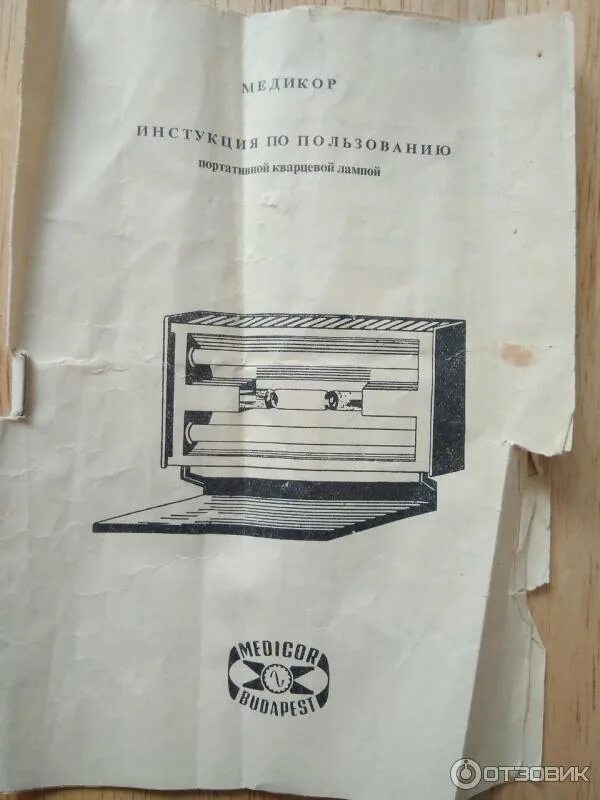 МЕДИКОР
ИНСТУКЦИЯ ПО ПОЛЬЗОВАНИЮ
портативной кварцевой лампой
MEDICOR
BUDAPEST
ОТЗОВИК